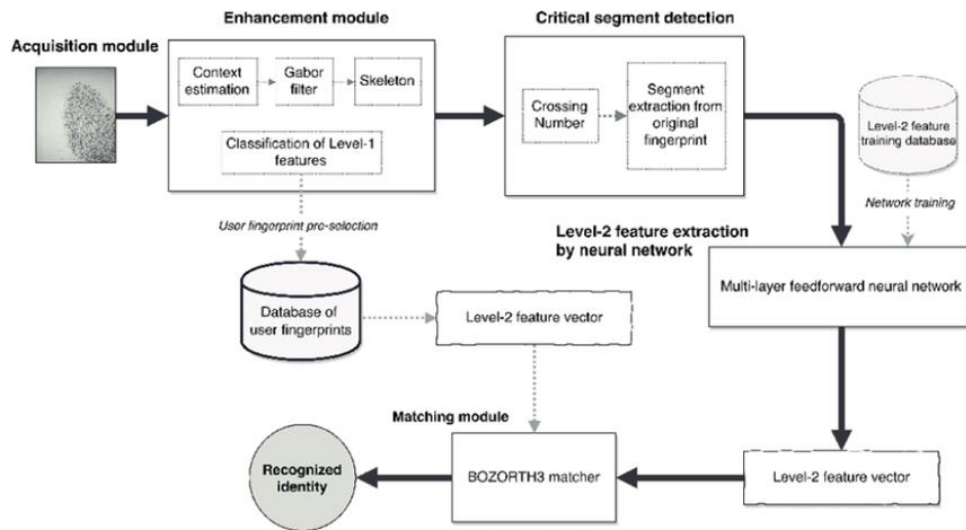 Enhancement module
Critical segment detection
Acquisition module
Context
estimation
Gabor
filter
Skeleton
Classification of Level-1
features
Crossing
Number
Segment
extraction from
original
fingerprint
Level-2 feature
training database
User fingerprint pre-selection
Network training
Level-2 feature extraction
by neural network
Multi-layer feedforward neural network
Database of
user fingerprints
Level-2 feature vector
Matching module
Recognized
identity
BOZORTH3 matcher
Level-2 feature vector